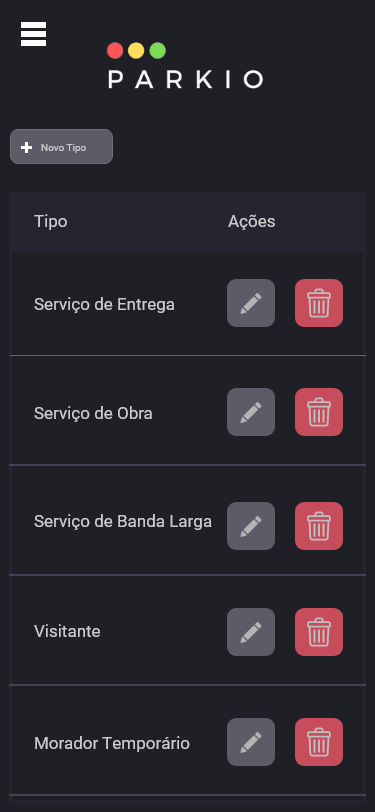 PARKIO
Novo Tipo
Tipo Ações
Serviço de Entrega
Serviço de Obra
Serviço de Banda Larga
Visitante
Morador Temporário